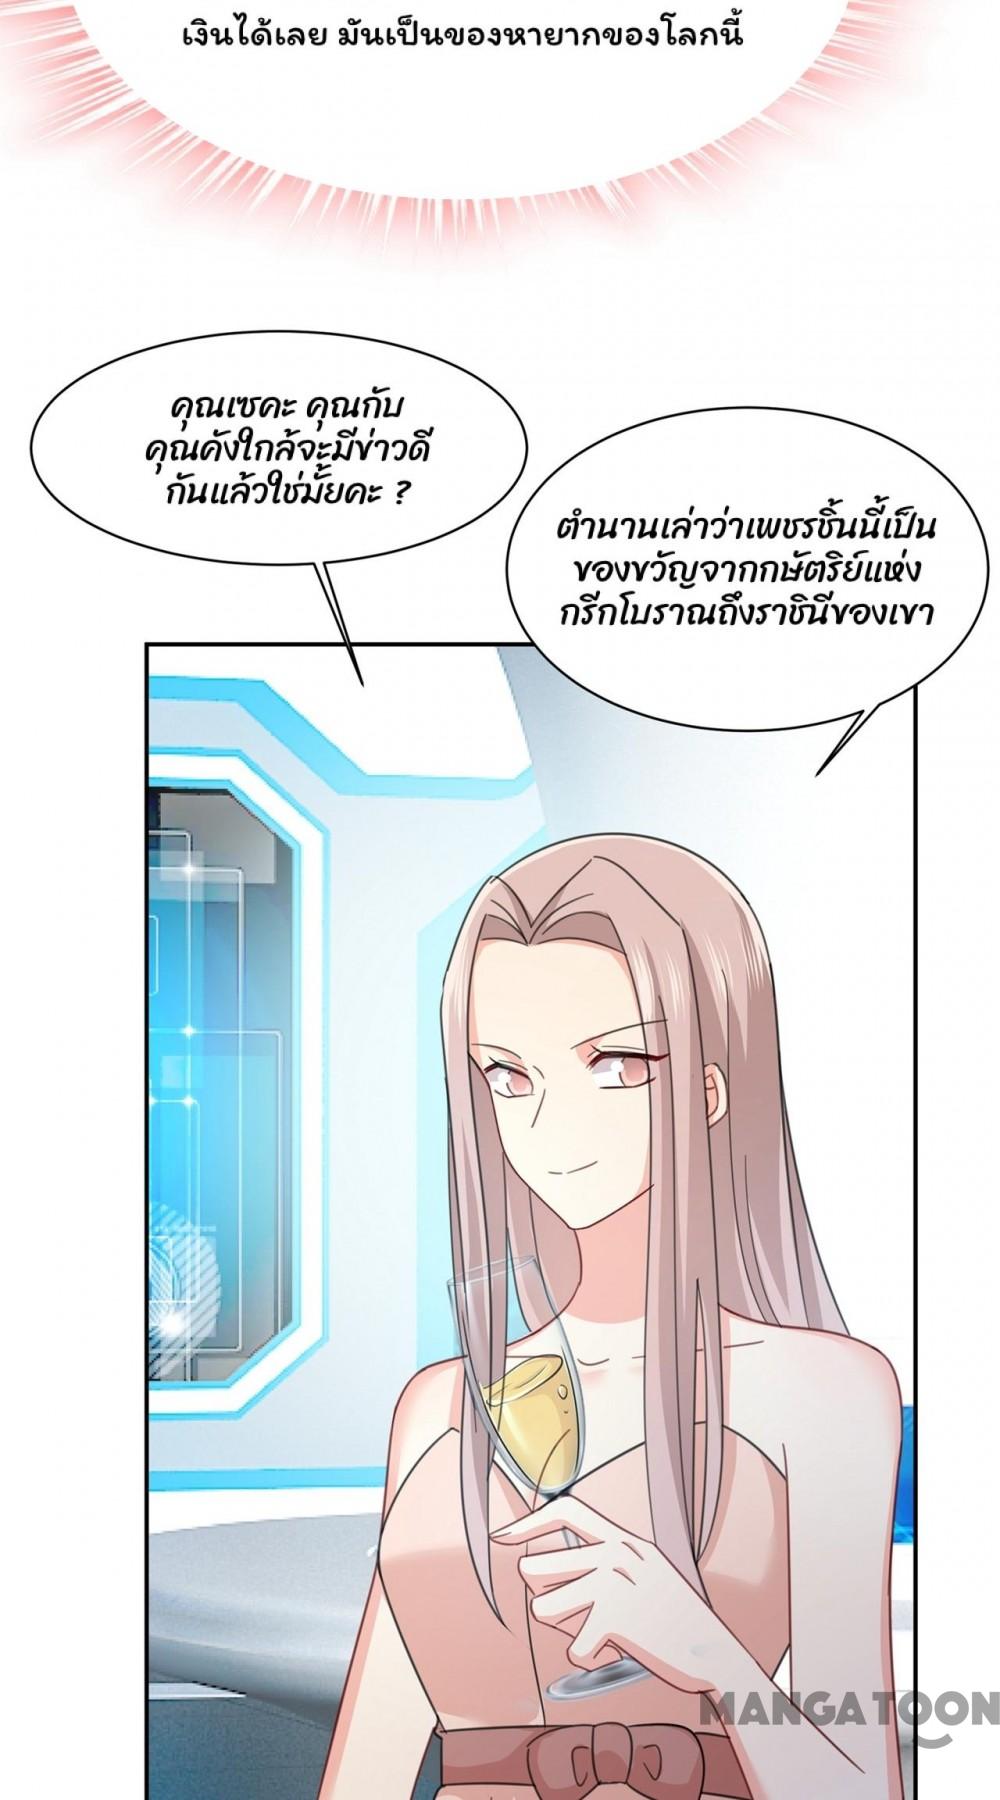 เงินได้เลย มันเป็นของหายากของโลกนี้
คุณเซคะ คุณกับ
คุณคังใกล้จะมีข่าวดี
กันแล้วใช่มั้ยคะ ?
ตำนานเล่าว่าเพชรชิ้นนี้เป็น
ของขวัญจากกษัตริย์แห่ง
กรีกโบราณถึงราชินีของเขา
MANGATOON